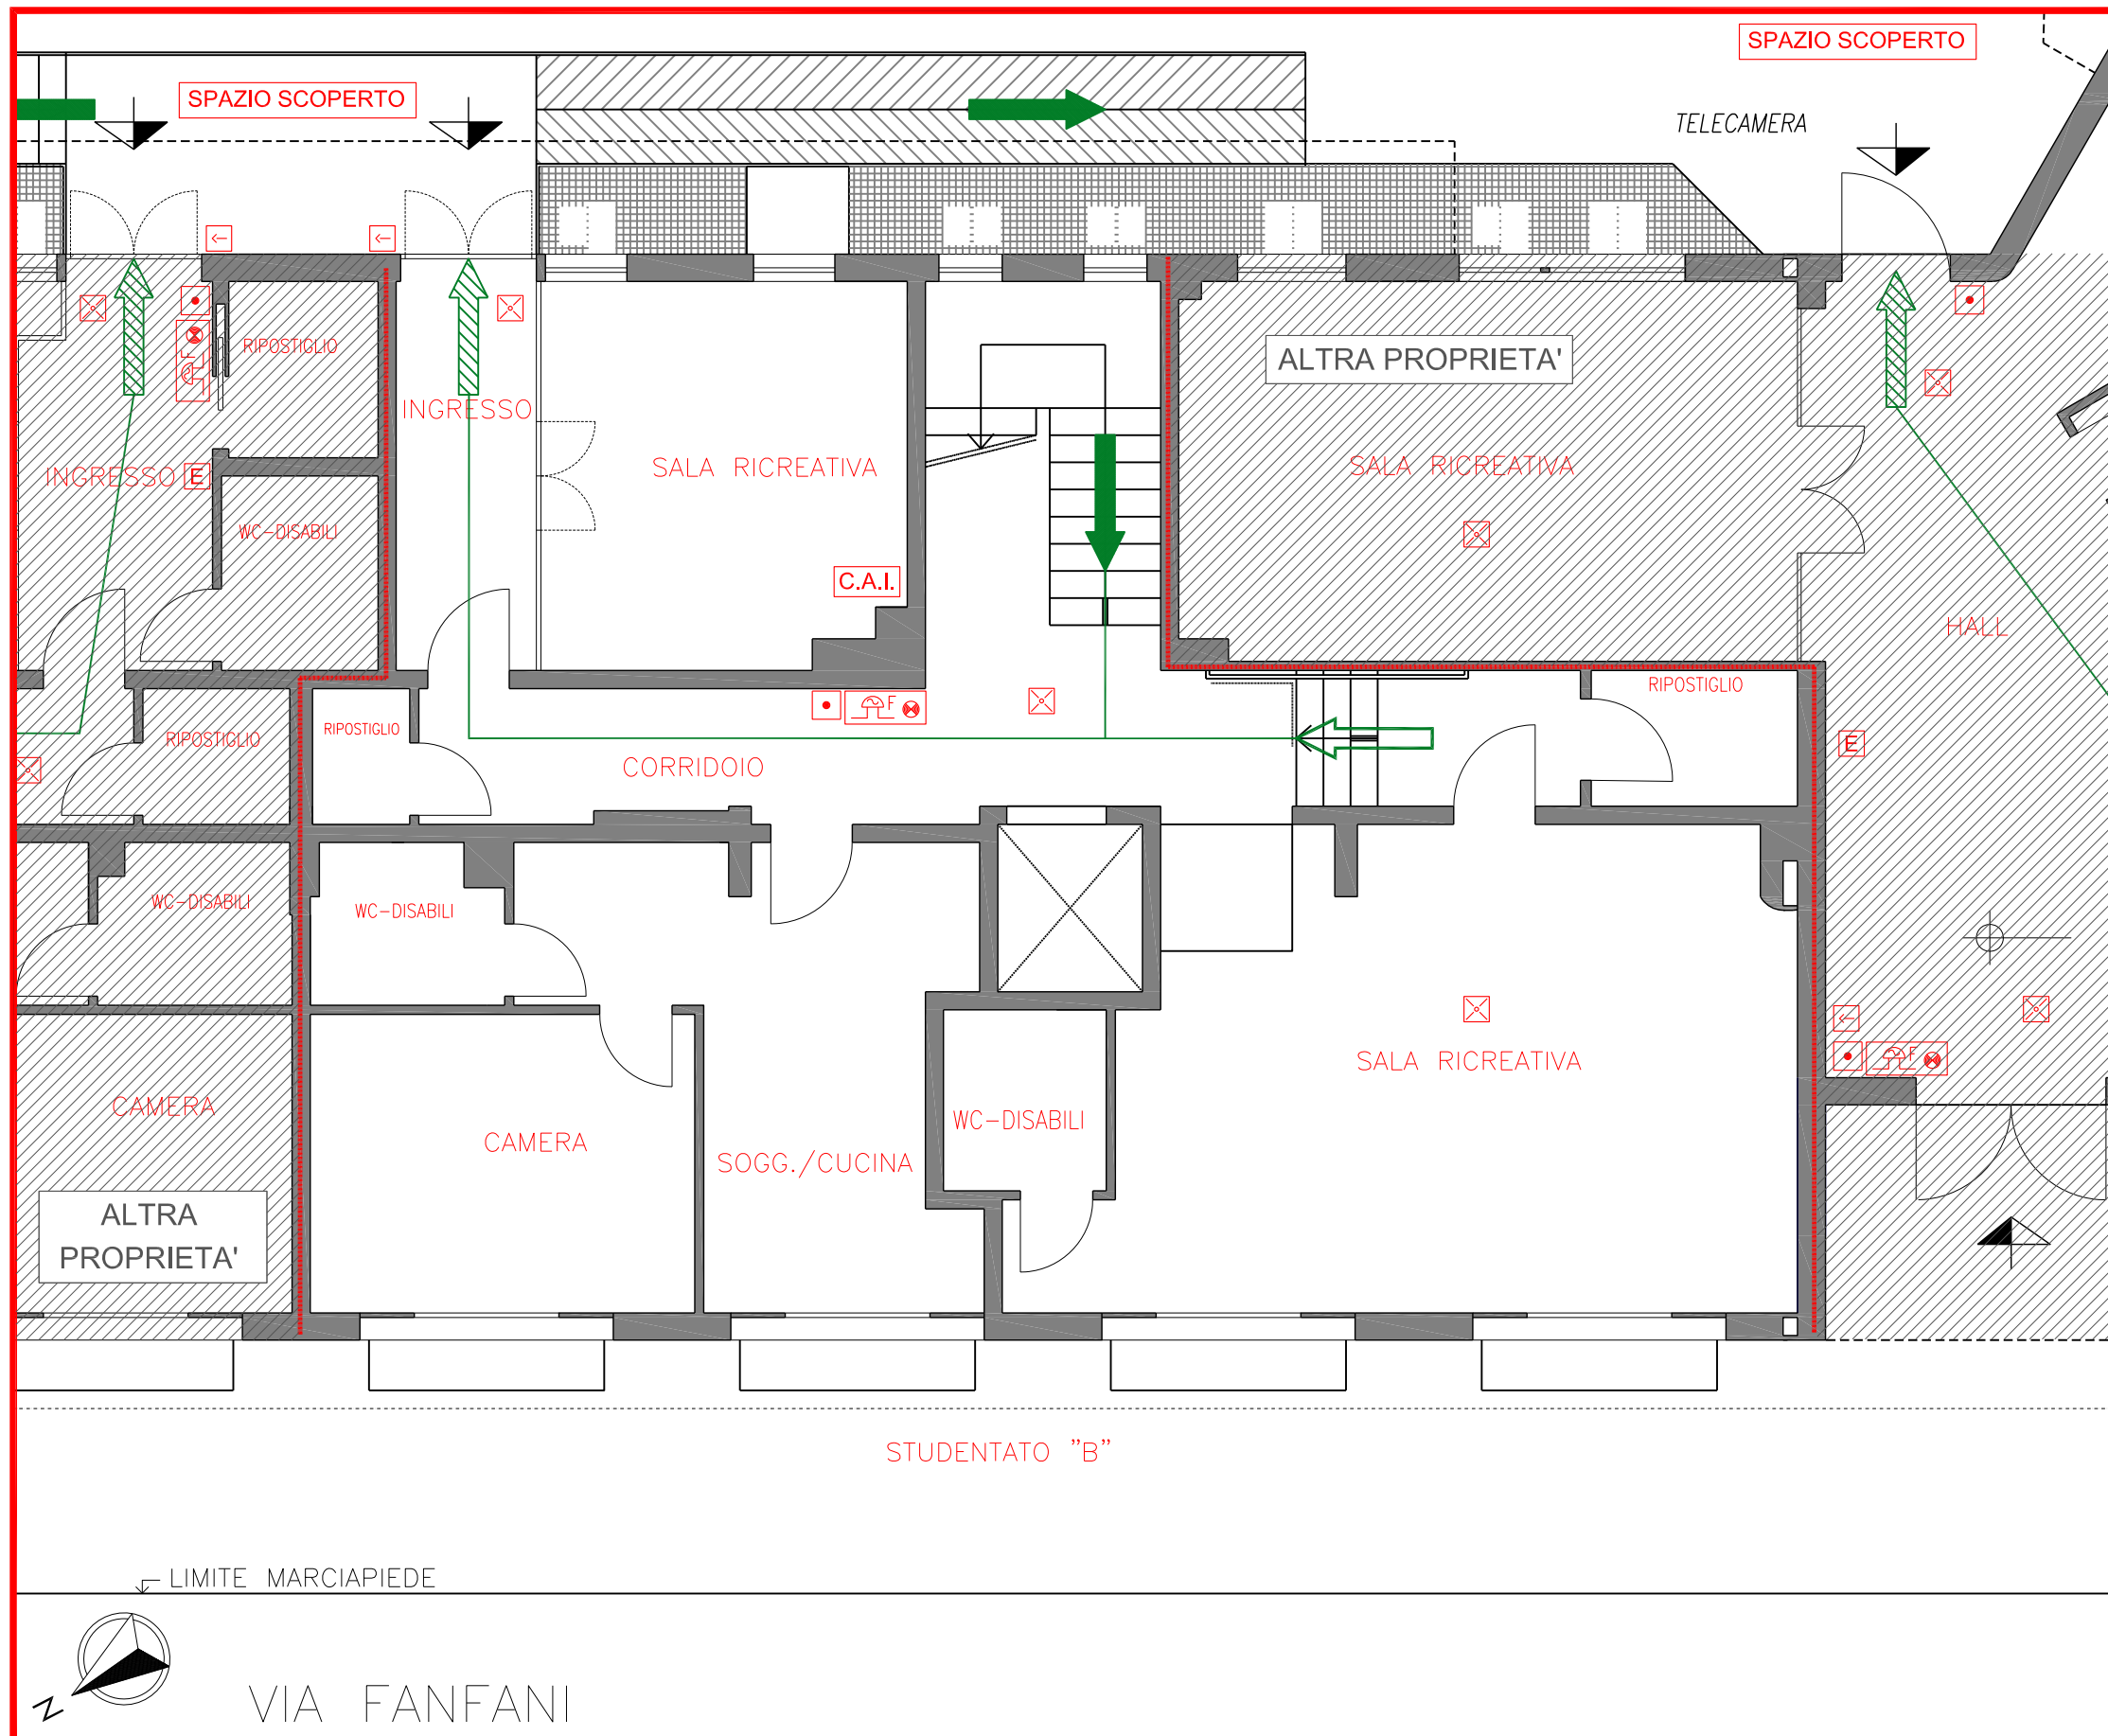 SPAZIO SCOPERTO
SPAZIO SCOPERTO
TELECAMERA
RIPOSTIGLIO
F
ALTRA PROPRIETA'
INGRESSO
INGRESSO
E
SALA RICREATIVA
SALA RICREATIVA
WC-DISABILI
C.A.I.
HALL
RIPOSTIGLIO
F
RIPOSTIGLIO
RIPOSTIGLIO
E
CORRIDOIO
WC-DISABILI
WC-DISABILI
F
SALA RICREATIVA
CAMERA
WC-DISABILI
CAMERA
SOGG./CUCINA
ALTRA
PROPRIETA'
STUDENTATO "B"
LIMITE MARCIAPIEDE
N
VIA FANFANI